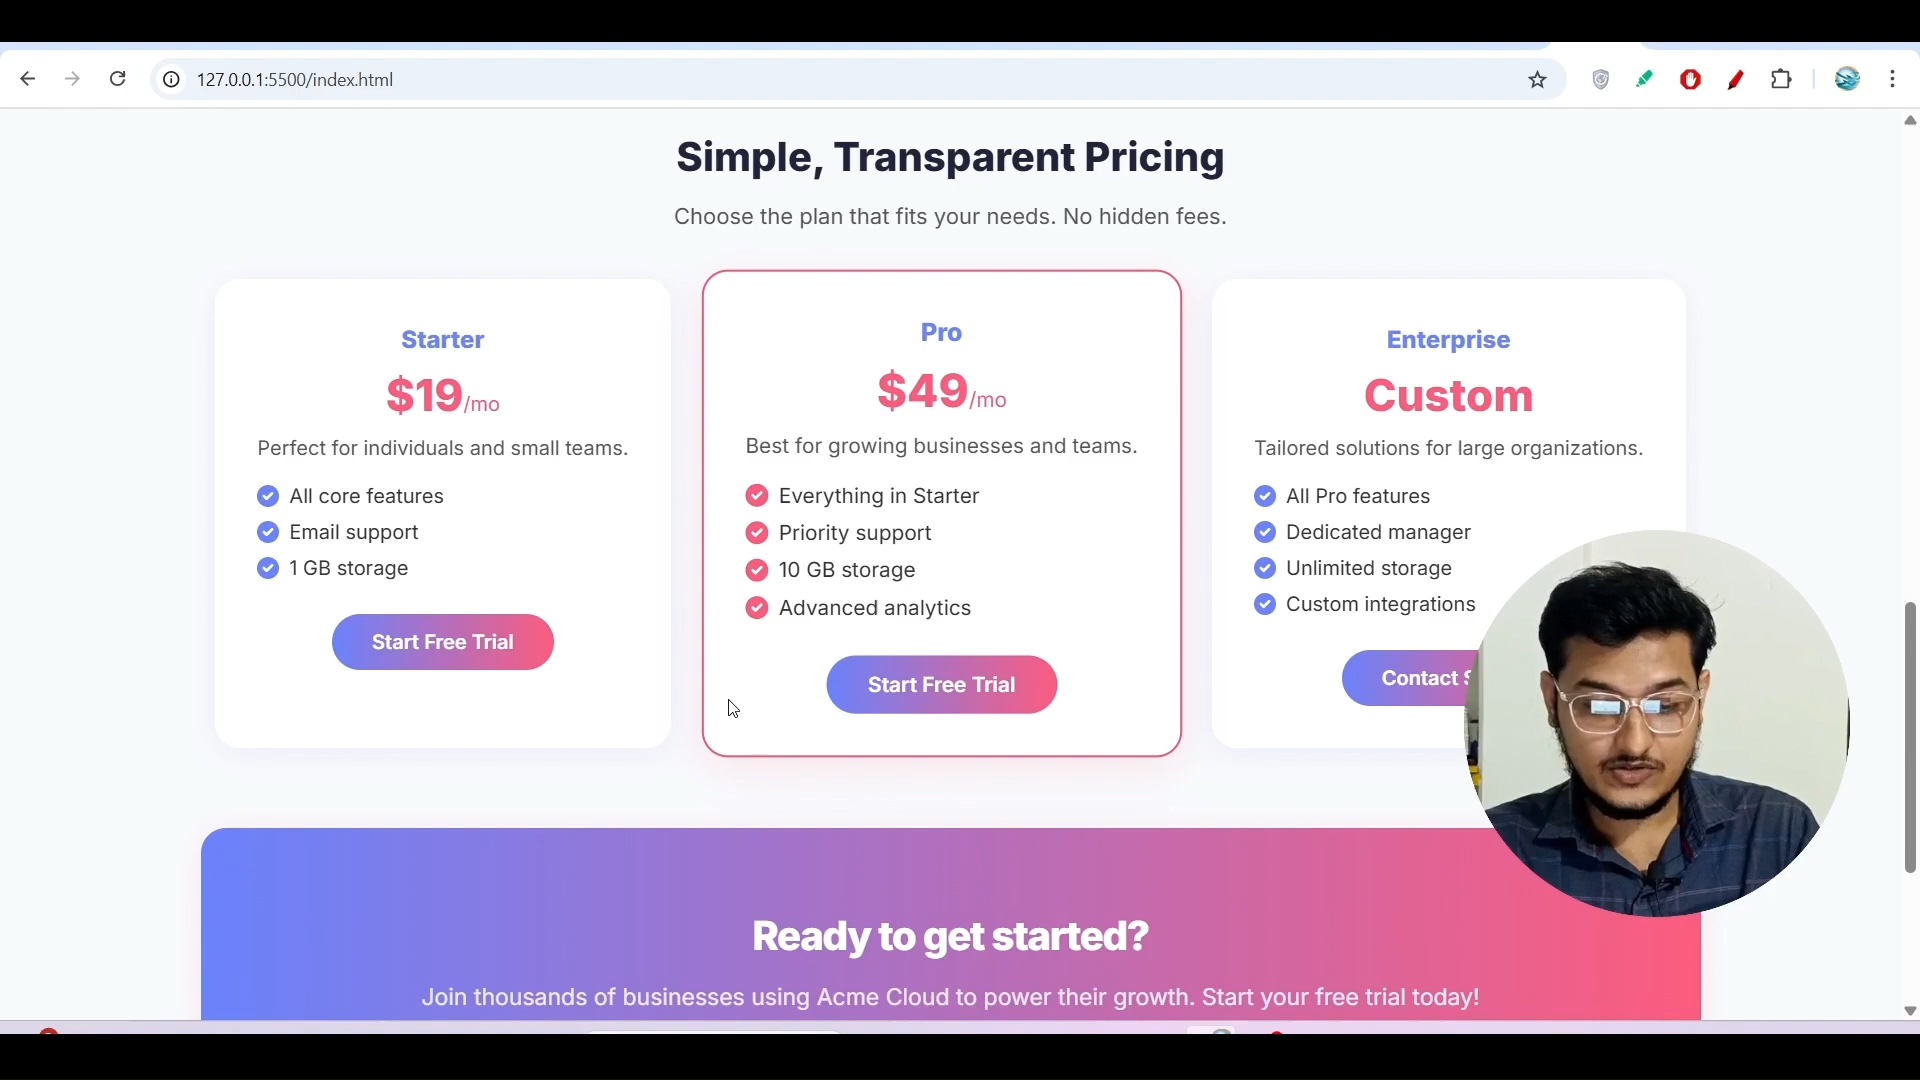 127.0.0.1:5500/index.html
Simple, Transparent Pricing
Choose the plan that fits your needs. No hidden fees.
Starter
$19/mo
Perfect for individuals and small teams.
All core features
Email support
1 GB storage
Start Free Trial
Pro
$49/mo
Best for growing businesses and teams.
Everything in Starter
Priority support
10 GB storage
Advanced analytics
Start Free Trial
Enterprise
Custom
Tailored solutions for large organizations.
All Pro features
Dedicated manager
Unlimited storage
Custom integrations
Contact
Ready to get started?
Join thousands of businesses using Acme Cloud to power their growth. Start your free trial today!